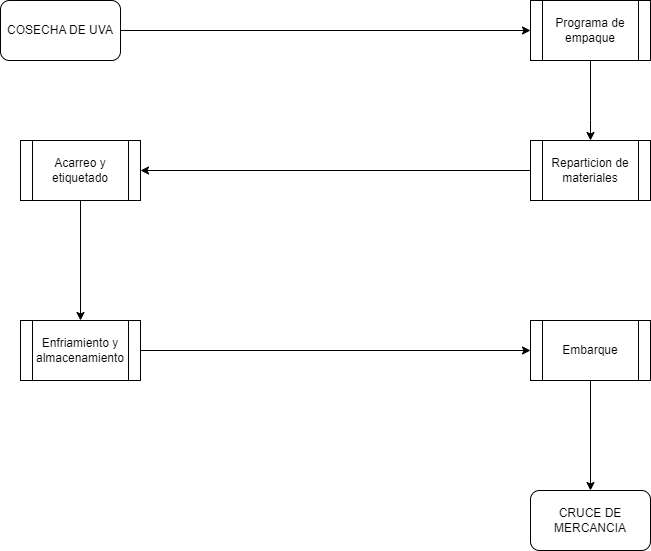 COSECHA DE UVA
Programa de
empaque
Reparticion de
materiales
Acarreo y
etiquetado
Enfriamiento y
almacenamiento
Embarque
CRUCE DE
MERCANCIA